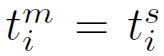 $t_i^m = t_i^s$